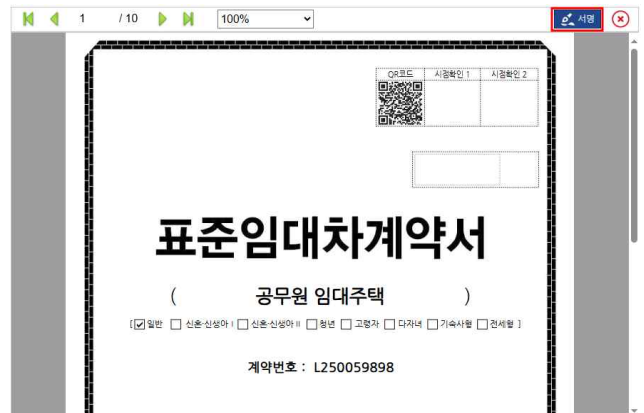 1 / 10 100% 서명
QR코드 시점확인 1 시점확인 2
표준임대차계약서
( 공무원 임대주택 )
[ ☑ 일반 ☐ 신혼·신생아 I ☐ 신혼·신생아 II ☐ 청년 ☐ 고령자 ☐ 다자녀 ☐ 기숙사형 ☐ 전세형 ]
계약번호 : L250059898